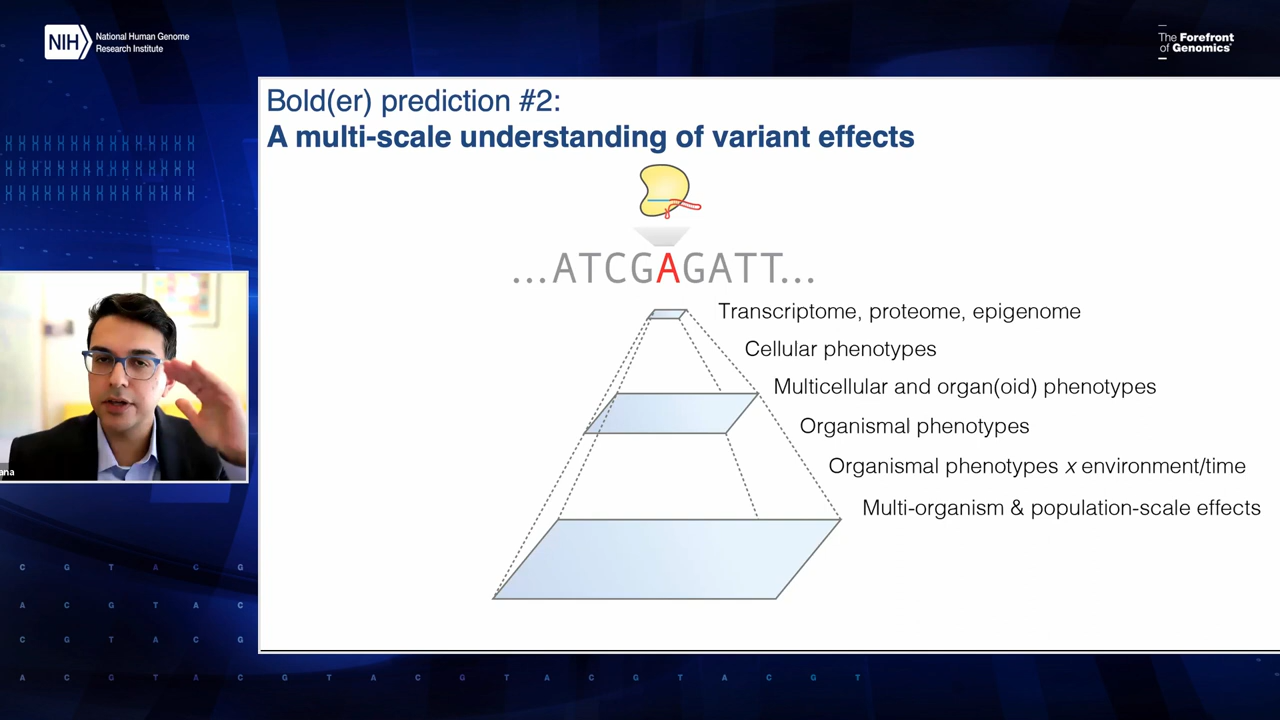 NIH
National Human Genome
Research Institute
The Forefront
of Genomics®
Bold(er) prediction #2:
A multi-scale understanding of variant effects
...ATCGAGATT...
Transcriptome, proteome, epigenome
Cellular phenotypes
Multicellular and organ(oid) phenotypes
Organismal phenotypes
Organismal phenotypes x environment/time
Multi-organism & population-scale effects
ana
C G T A C G
A C G T A C
C G T A C G
A C G T A C G T A C G T A C G T